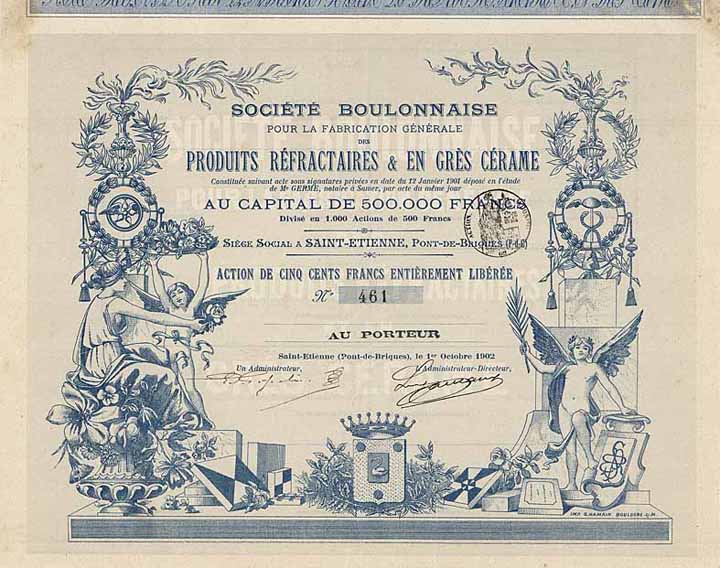 SOCIÉTÉ BOULONNAISE
POUR LA FABRICATION GÉNÉRALE
DES
PRODUITS RÉFRACTAIRES & EN GRÈS CÉRAME
Constituée suivant acte sous signatures privées en date du 12 Janvier 1901 déposé en l'étude
de Me GERMÉ, notaire à Samer, par acte du même jour
AU CAPITAL DE 500.000 FRANCS
Divisé en 1.000 Actions de 500 Francs
SIÈGE SOCIAL A SAINT-ETIENNE, PONT-DE-BRIQUES (P-d-C)
ACTION DE CINQ CENTS FRANCS ENTIÈREMENT LIBÉRÉE
No 461
AU PORTEUR
Saint-Etienne (Pont-de-Briques), le 1er Octobre 1902
Un Administrateur,
L'Administrateur-Directeur,
IMP. G. HAMAIN BOULOGNE S.M.